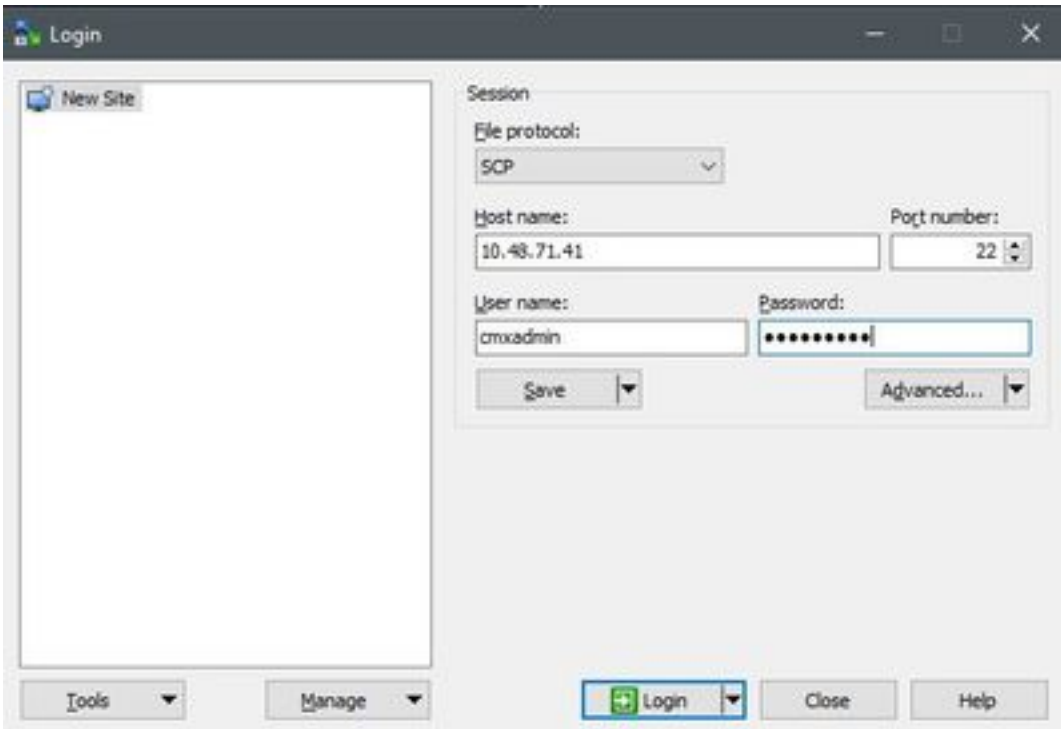 Login
New Site
Session
File protocol:
SCP
Host name:
Port number:
10.48.71.41
22
User name:
Password:
cmxadmin
•••••••••
Save
Advanced...
Tools
Manage
Login
Close
Help